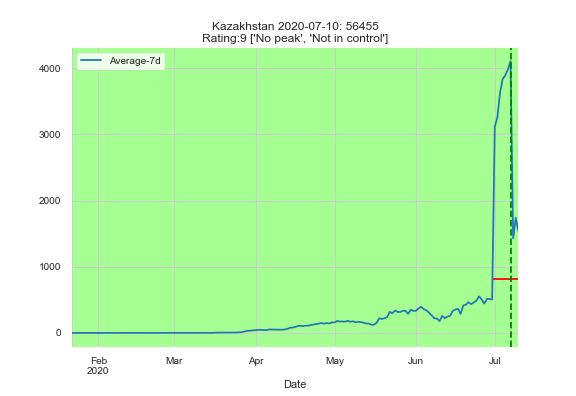 Kazakhstan 2020-07-10: 56455
Rating:9 ['No peak', 'Not in control']
Average-7d
4000
3000
2000
1000
0
Feb Mar Apr May Jun Jul
2020
Date